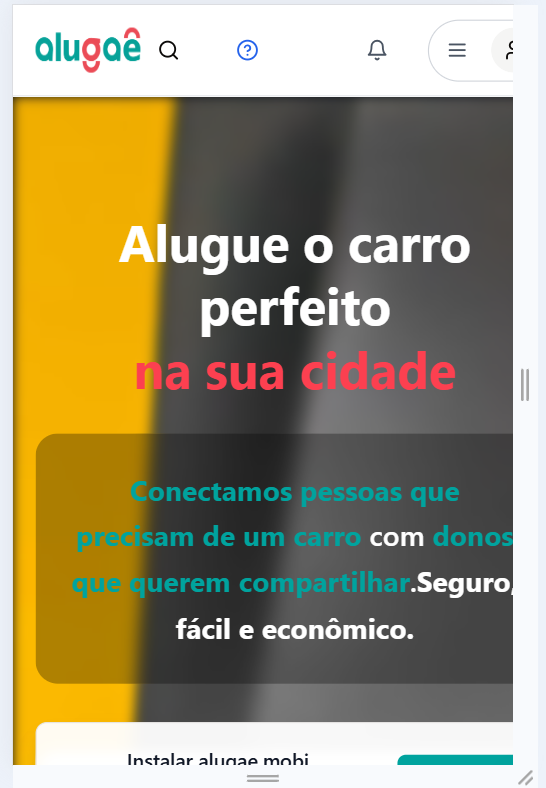 alugaê
Alugue o carro
perfeito
na sua cidade
Conectamos pessoas que
precisam de um carro com donos
que querem compartilhar.Seguro,
fácil e econômico.
Instalar alugae mobi